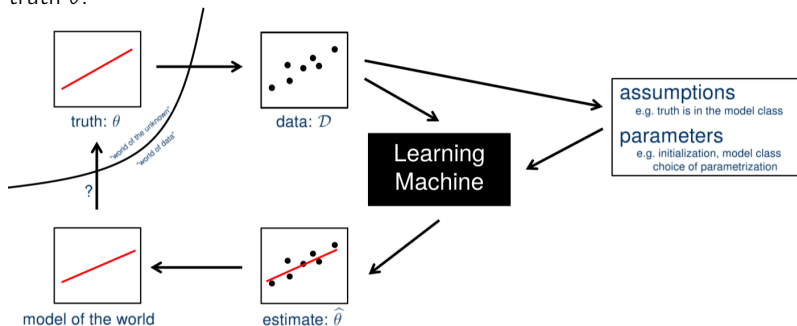 truth θ.
assumptions
e.g. truth is in the model class
truth: θ
"world of the unknown"
"world of data"
data: 𝒟
parameters
e.g. initialization, model class
choice of parametrization
Learning
Machine
?
model of the world
estimate: θ̂